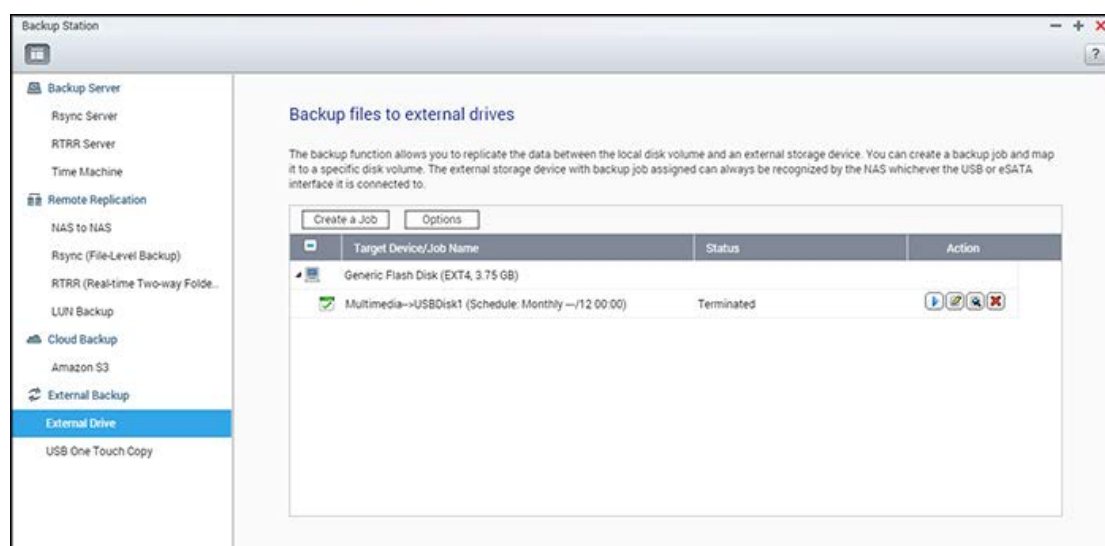 Backup Station
?
Backup Server
Rsync Server
RTRR Server
Time Machine
Remote Replication
NAS to NAS
Rsync (File-Level Backup)
RTRR (Real-time Two-way Folde...
LUN Backup
Cloud Backup
Amazon S3
External Backup
External Drive
USB One Touch Copy
Backup files to external drives
The backup function allows you to replicate the data between the local disk volume and an external storage device. You can create a backup job and map
it to a specific disk volume. The external storage device with backup job assigned can always be recognized by the NAS whichever the USB or eSATA
interface it is connected to.
Create a Job Options
Target Device/Job Name Status Action
Generic Flash Disk (EXT4, 3.75 GB)
Multimedia-->USBDisk1 (Schedule: Monthly --/12 00:00) Terminated